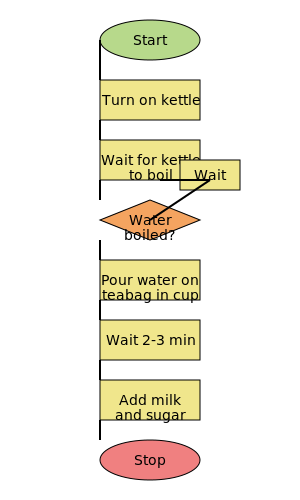 Start
Turn on kettle
Wait for kettle
to boil
Wait
Water
boiled?
Pour water on
teabag in cup
Wait 2-3 min
Add milk
and sugar
Stop